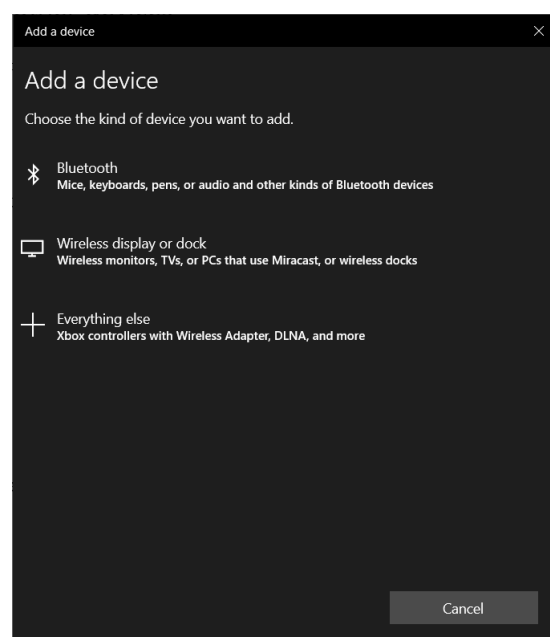 Add a device
Add a device
Choose the kind of device you want to add.
Bluetooth
Mice, keyboards, pens, or audio and other kinds of Bluetooth devices
Wireless display or dock
Wireless monitors, TVs, or PCs that use Miracast, or wireless docks
Everything else
Xbox controllers with Wireless Adapter, DLNA, and more
Cancel